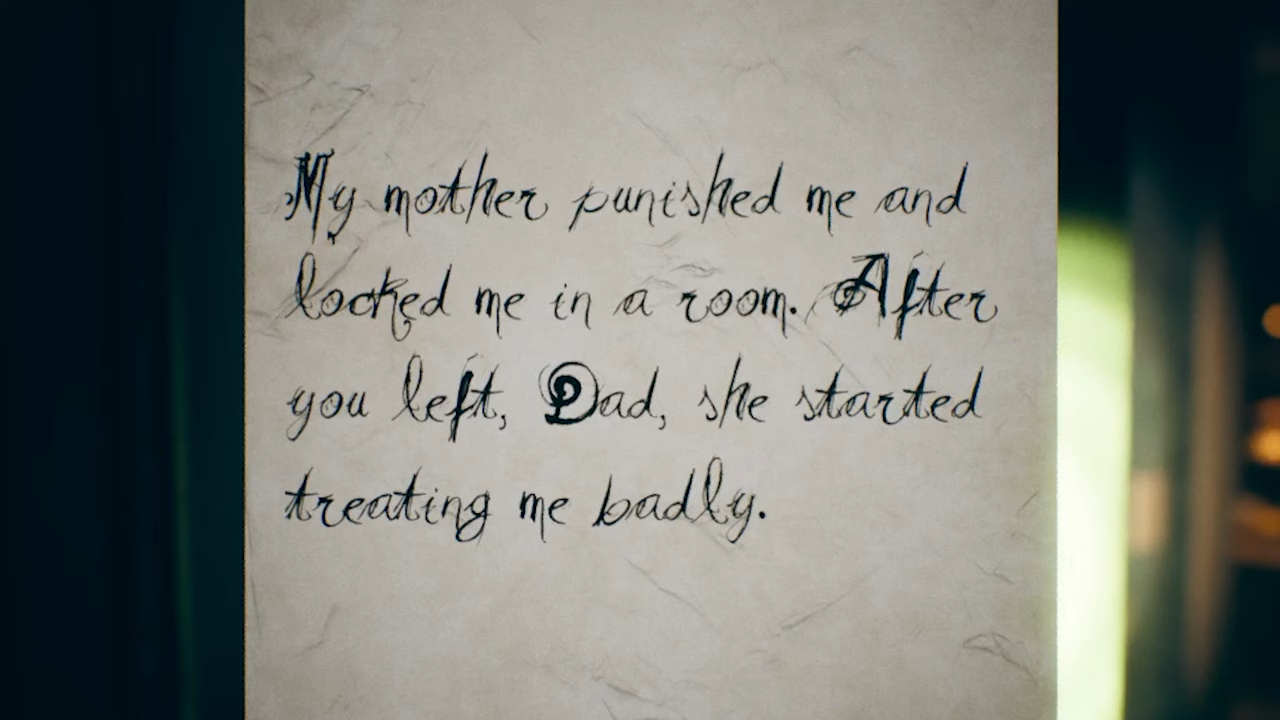 My mother punished me and
locked me in a room. After
you left, Dad, she started
treating me badly.